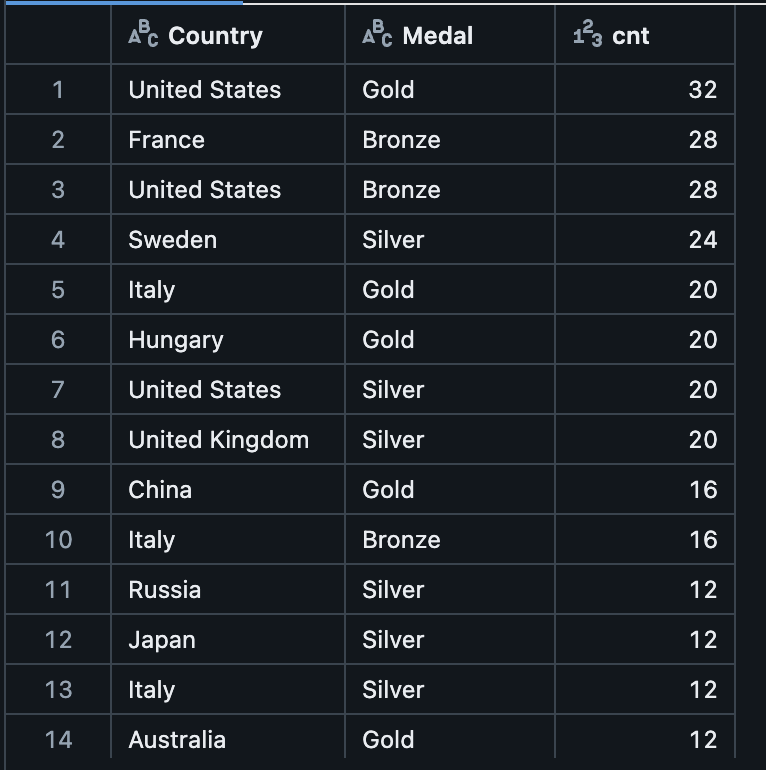 ABC Country ABC Medal 123 cnt
1 United States Gold 32
2 France Bronze 28
3 United States Bronze 28
4 Sweden Silver 24
5 Italy Gold 20
6 Hungary Gold 20
7 United States Silver 20
8 United Kingdom Silver 20
9 China Gold 16
10 Italy Bronze 16
11 Russia Silver 12
12 Japan Silver 12
13 Italy Silver 12
14 Australia Gold 12